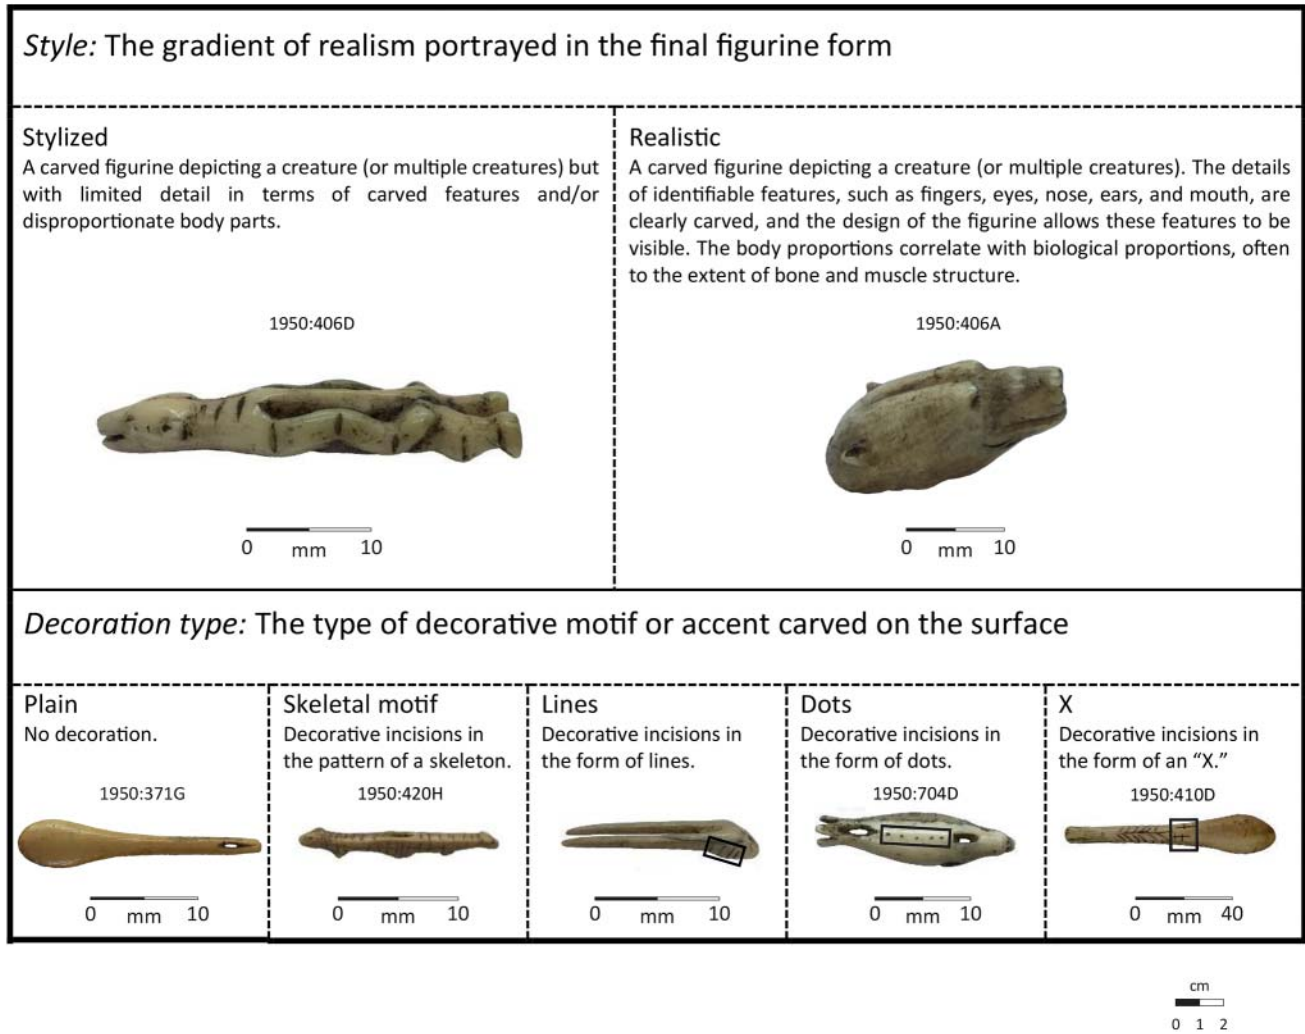 Style: The gradient of realism portrayed in the final figurine form
Stylized
A carved figurine depicting a creature (or multiple creatures) but
with limited detail in terms of carved features and/or
disproportionate body parts.
1950:406D
0 mm 10
Realistic
A carved figurine depicting a creature (or multiple creatures). The details
of identifiable features, such as fingers, eyes, nose, ears, and mouth, are
clearly carved, and the design of the figurine allows these features to be
visible. The body proportions correlate with biological proportions, often
to the extent of bone and muscle structure.
1950:406A
0 mm 10
Decoration type: The type of decorative motif or accent carved on the surface
Plain
No decoration.
1950:371G
0 mm 10
Skeletal motif
Decorative incisions in
the pattern of a skeleton.
1950:420H
0 mm 10
Lines
Decorative incisions in
the form of lines.
0 mm 10
Dots
Decorative incisions in
the form of dots.
1950:704D
0 mm 10
X
Decorative incisions in
the form of an “X.”
1950:410D
0 mm 40
cm
0 1 2